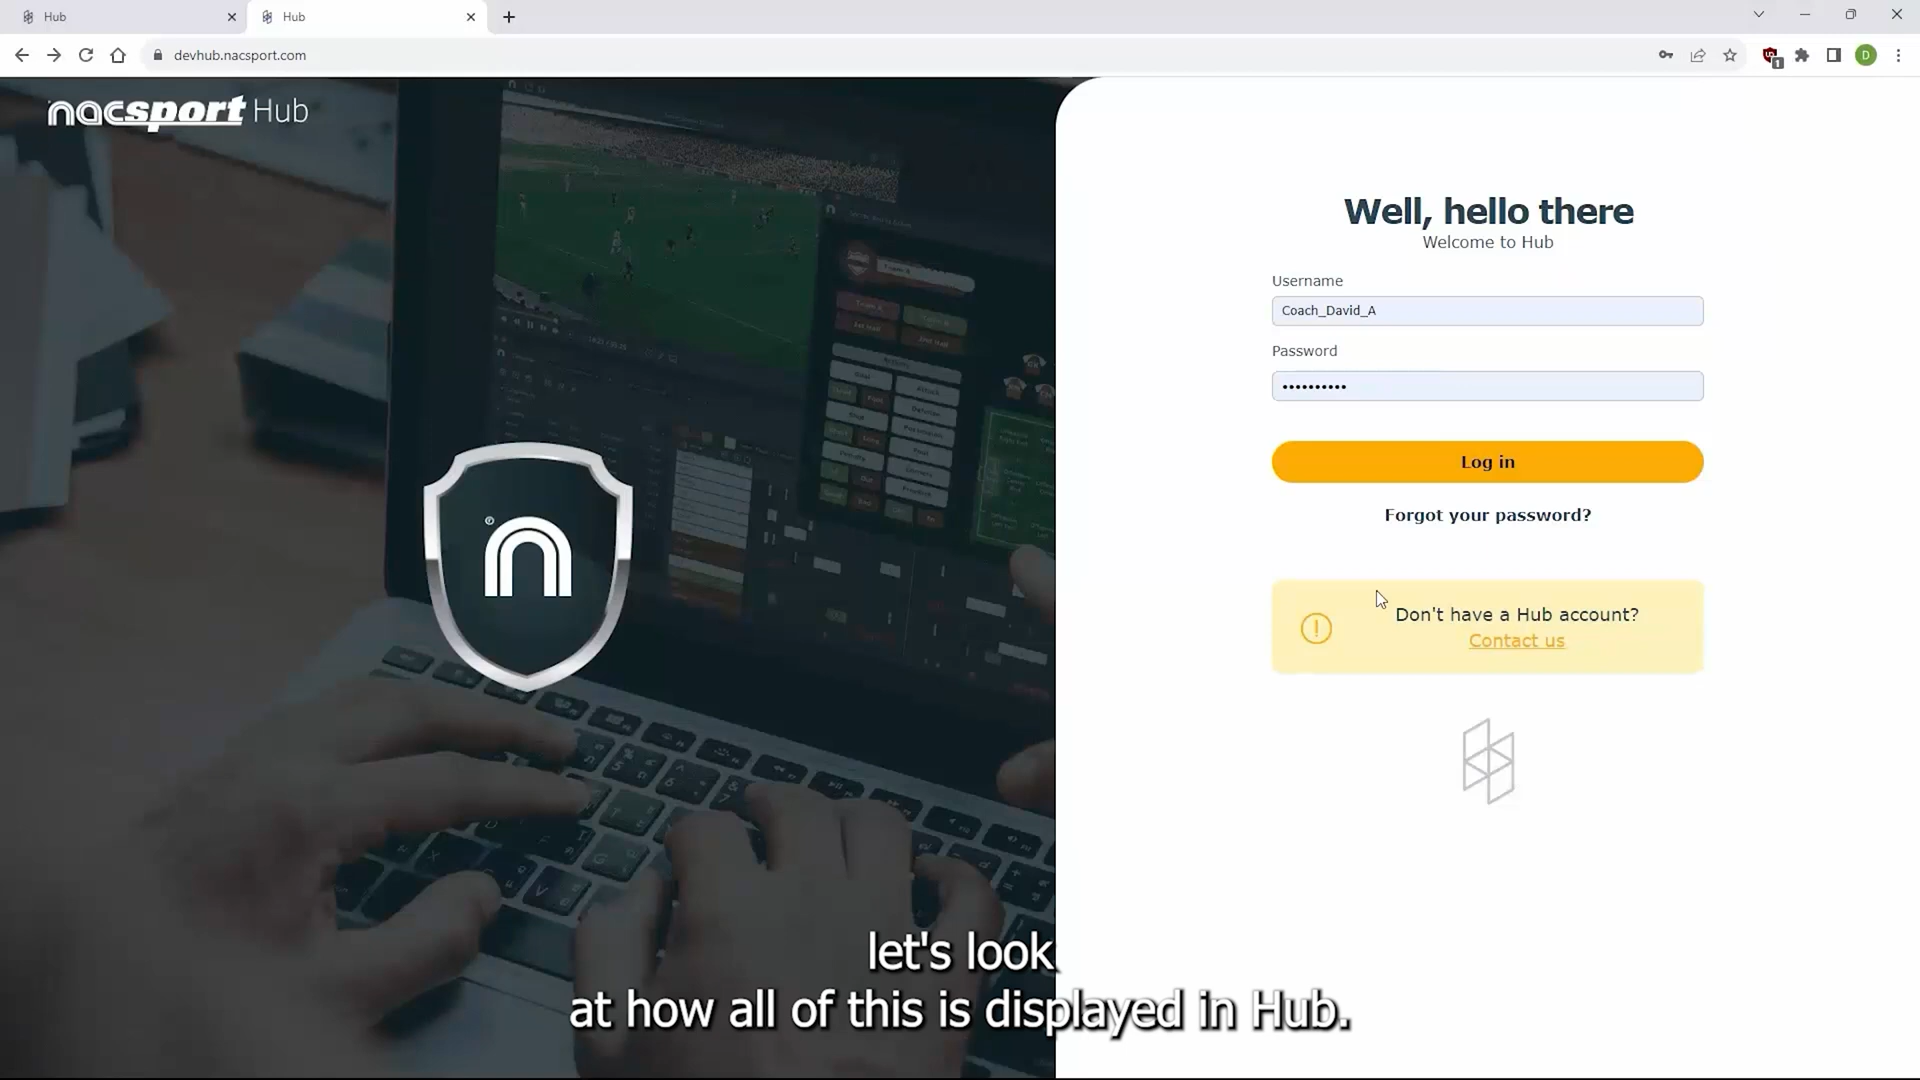 Hub
Hub
devhub.nacsport.com
1
D
nacsport Hub
Well, hello there
Welcome to Hub
Username
Coach_David_A
Password
••••••••••
Log in
Forgot your password?
Don't have a Hub account?
Contact us
let's look
at how all of this is displayed in Hub.